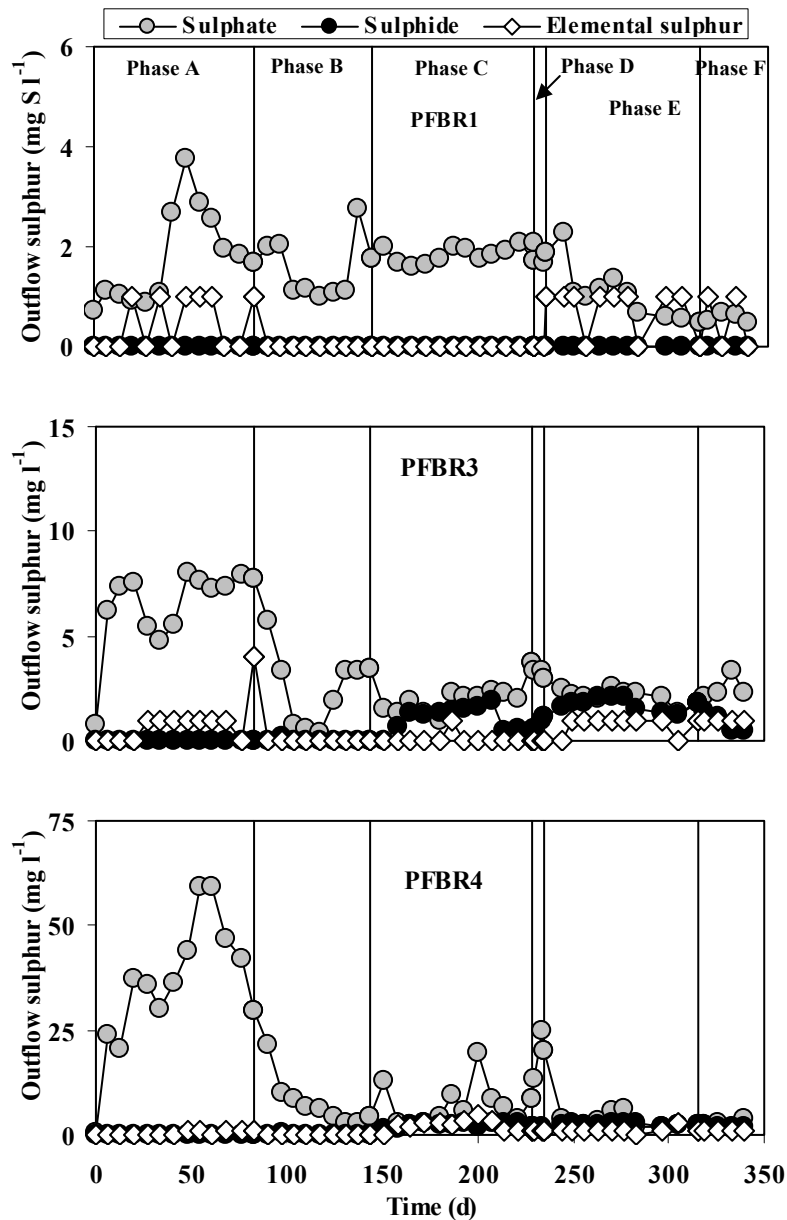 Sulphate Sulphide Elemental sulphur
6
Phase A Phase B Phase C Phase D Phase F
Phase E
PFBR1
4
2
0
Outflow sulphur (mg S l-1)
15
PFBR3
10
5
0
Outflow sulphur (mg l-1)
75
PFBR4
50
25
0
Outflow sulphur (mg l-1)
0 50 100 150 200 250 300 350
Time (d)